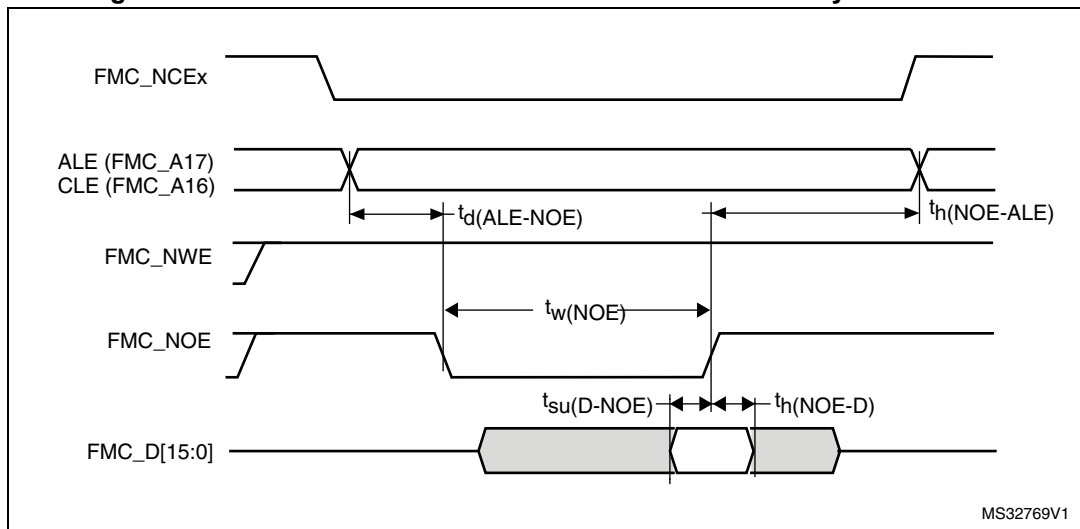 FMC_NCEx
ALE (FMC_A17)
CLE (FMC_A16)
td(ALE-NOE)
th(NOE-ALE)
FMC_NWE
tw(NOE)
FMC_NOE
tsu(D-NOE)
th(NOE-D)
FMC_D[15:0]
MS32769V1